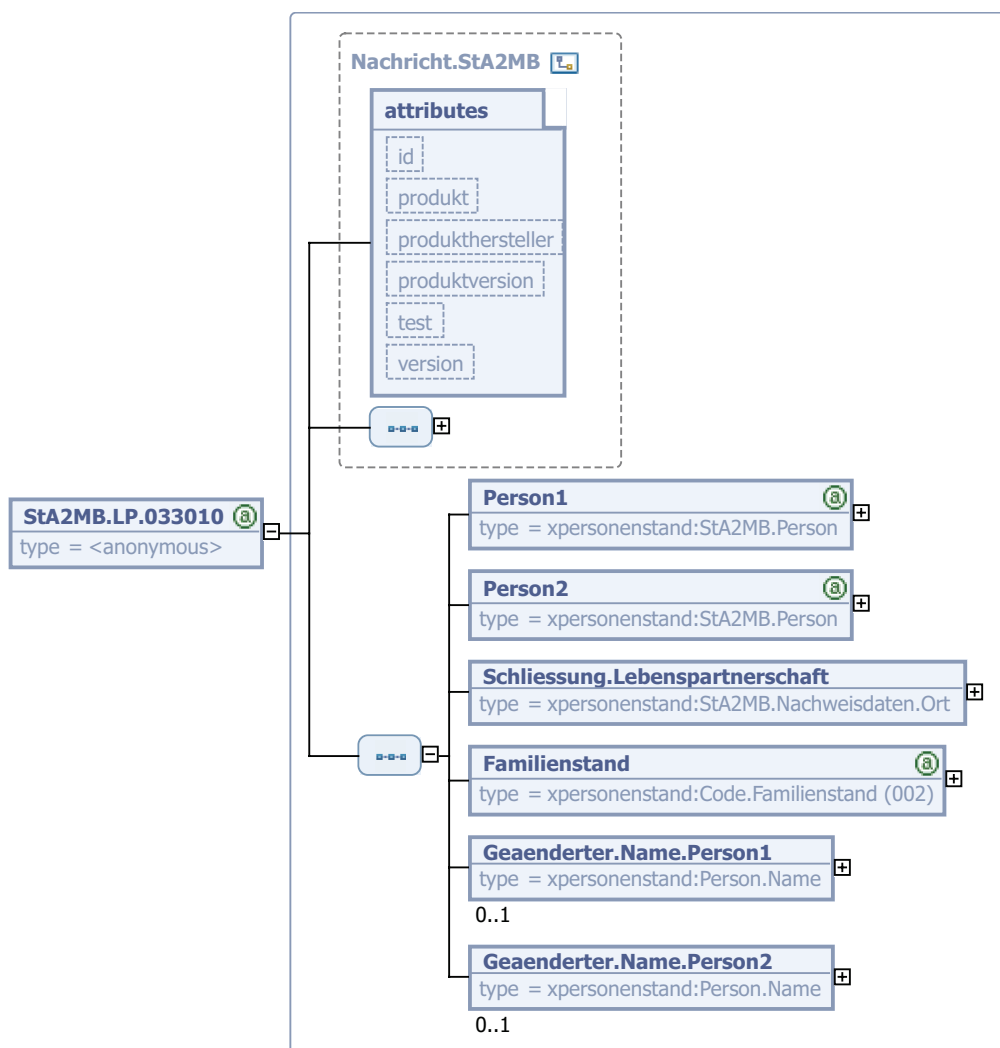 Nachricht.StA2MB
attributes
id
produkt
produkthersteller
produktversion
test
version
StA2MB.LP.033010 @
type = <anonymous>
Person1 @
type = xpersonenstand:StA2MB.Person
Person2 @
type = xpersonenstand:StA2MB.Person
Schliessung.Lebenspartnerschaft
type = xpersonenstand:StA2MB.Nachweisdaten.Ort
Familienstand @
type = xpersonenstand:Code.Familienstand (002)
Geaenderter.Name.Person1
type = xpersonenstand:Person.Name
0..1
Geaenderter.Name.Person2
type = xpersonenstand:Person.Name
0..1